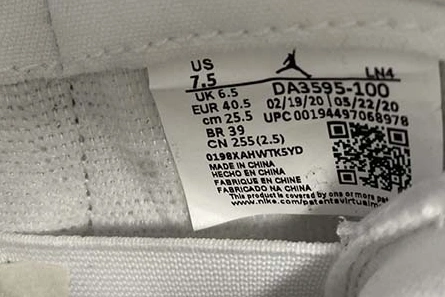 US
7.5
LN4
UK 6.5
DA3595-100
EUR 40.5
02/19/20 | 05/22/20
cm 25.5
UPC 00194497068978
BR 39
CN 255(2.5)
0198XAHWTK5YD
MADE IN CHINA
HECHO EN CHINA
FABRIQUE EN CHINE
FABRICADO NA CHINA
This product is covered by one or more pat
www.nike.com/patentsvirtualm